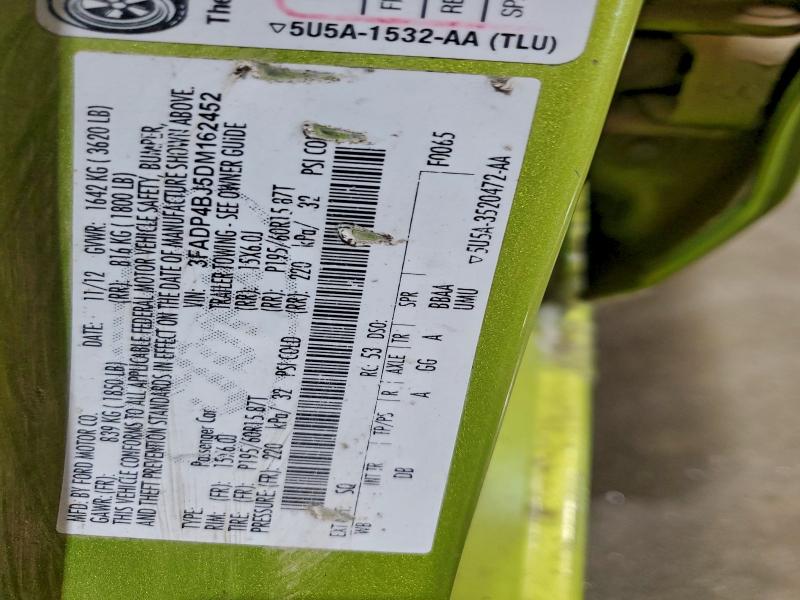 The
5U5A-1532-AA (TLU)
MFD. BY FORD MOTOR CO. DATE: 11/12 GVWR: 1642 KG ( 3620 LB)
GAWR: (FR): 839 KG (1850LB) (RR): 816 KG (1800 LB)
THIS VEHICLE CONFORMS TO ALL APPLICABLE FEDERAL MOTOR VEHICLE SAFETY, BUMPER,
AND THEFT PREVENTION STANDARDS IN EFFECT ON THE DATE OF MANUFACTURE SHOWN ABOVE.
VIN: 3FADP4BJ5DM162452
TYPE: Passenger Car TRAILER TOWING - SEE OWNER GUIDE
RIM: (FR): 15x6.0J (RR): 15x6.0J
TIRE: (FR): P195/60R15 87T (RR): P195/60R15 87T
PRESSURE (FR): 220 kPa/ 32 PSI COLD (RR): 220 kPa/ 32 PSI COLD
EXT SQ RC: 53 DSO: F0065
WB INT TR TP/PS R AXLE TR SPR
DB A GG A BB4A
UMU
5U5A-3520472-AA